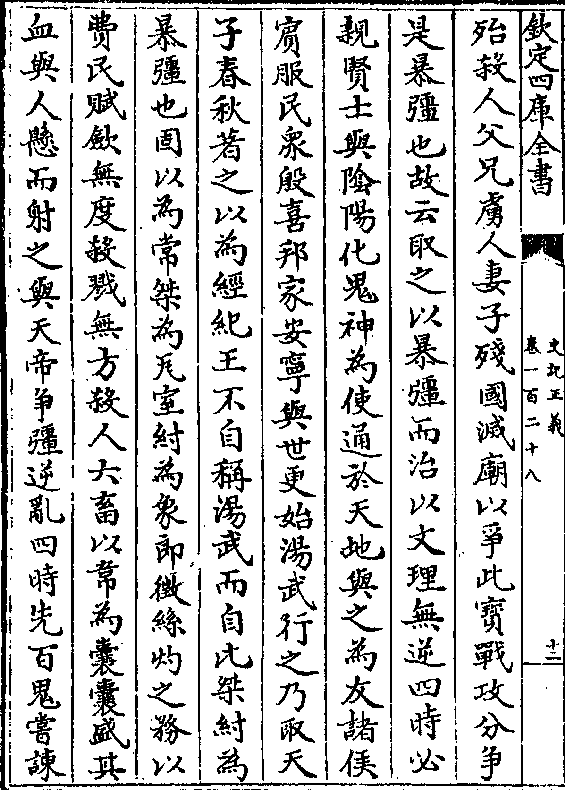 欽定四庫全書
史記正義
卷一百二十八
十一
殆殺人父兄虜人妻子殘國滅廟以爭此寶戰攻分爭
是暴彊也故云取之以暴彊而治以文理無逆四時必
親賢士與陰陽化鬼神為使通於天地與之為友諸侯
賓服民衆殷喜邦家安寧與世更始湯武行之乃取天
子春秋著之以為經紀王不自稱湯武而自比桀紂為
暴彊也固以為常桀為瓦室紂為象郎徵絲灼之務以
費民賦斂無度殺戮無方殺人六畜以韋為囊囊盛其
血與人懸而射之與天帝爭彊逆亂四時先百鬼嘗諫